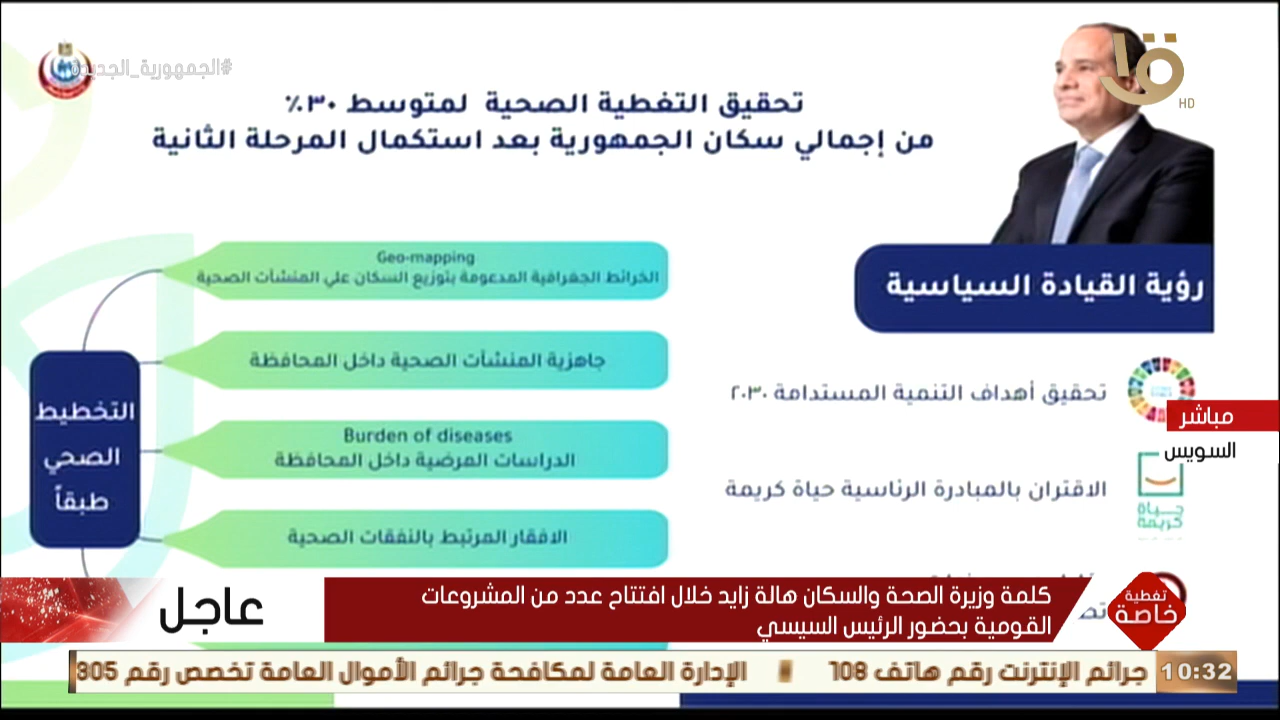 #الجمهورية_الجديدة
HD
تحقيق التغطية الصحية لمتوسط ٣٠٪
من إجمالي سكان الجمهورية بعد استكمال المرحلة الثانية
رؤية القيادة السياسية
تحقيق أهداف التنمية المستدامة ٢٠٣٠
الاقتران بالمبادرة الرئاسية حياة كريمة
حياة
كريمة
Geo-mapping
الخرائط الجغرافية المدعومة بتوزيع السكان علي المنشآت الصحية
جاهزية المنشآت الصحية داخل المحافظة
Burden of diseases
الدراسات المرضية داخل المحافظة
الافقار المرتبط بالنفقات الصحية
التخطيط
الصحي
طبقاً
مباشر
السويس
تغطية
خاصة
عاجل
كلمة وزيرة الصحة والسكان هالة زايد خلال افتتاح عدد من المشروعات
القومية بحضور الرئيس السيسي
10:32
جرائم الإنترنت رقم هاتف 108
الإدارة العامة لمكافحة جرائم الأموال العامة تخصص رقم